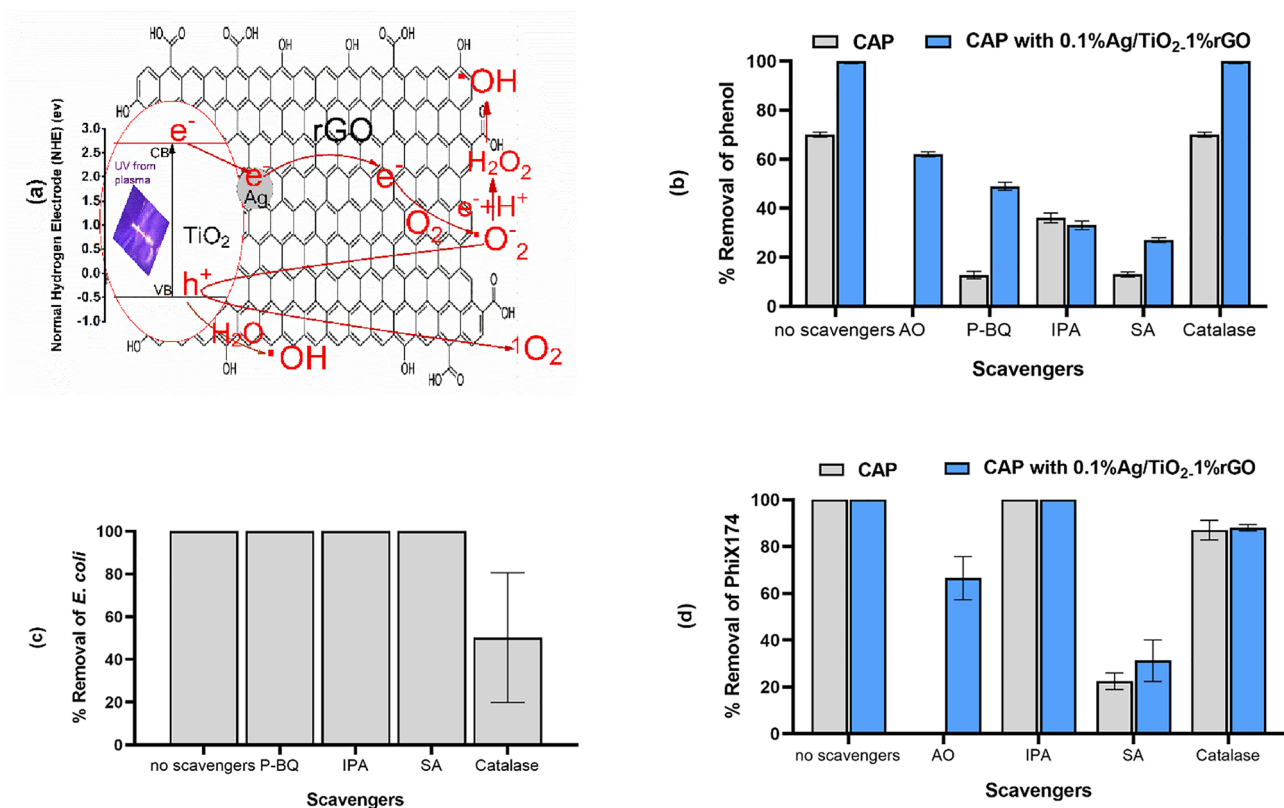 (a)
Normal Hydrogen Electrode (NHE) (ev)
3.0
2.5
2.0
1.5
1.0
0.5
0.0
-0.5
-1.0
HO
O
HO
O
OH
OH
HO
O
OH
HO
e-
CB
UV from
plasma
TiO2
VB
h+
e-
Ag
rGO
e-
O2
·OH
O
OH
H2O2
e-+H+
·O-2
H2O
·OH
1O2
HO
OH
OH
HO
O
O
OH
(b)
CAP
CAP with 0.1%Ag/TiO2-1%rGO
% Removal of phenol
100
80
60
40
20
0
no scavengers AO P-BQ IPA SA Catalase
Scavengers
(c)
% Removal of E. coli
100
80
60
40
20
0
no scavengers P-BQ IPA SA Catalase
Scavengers
(d)
CAP
CAP with 0.1%Ag/TiO2-1%rGO
% Removal of PhiX174
100
80
60
40
20
0
no scavengers AO IPA SA Catalase
Scavengers